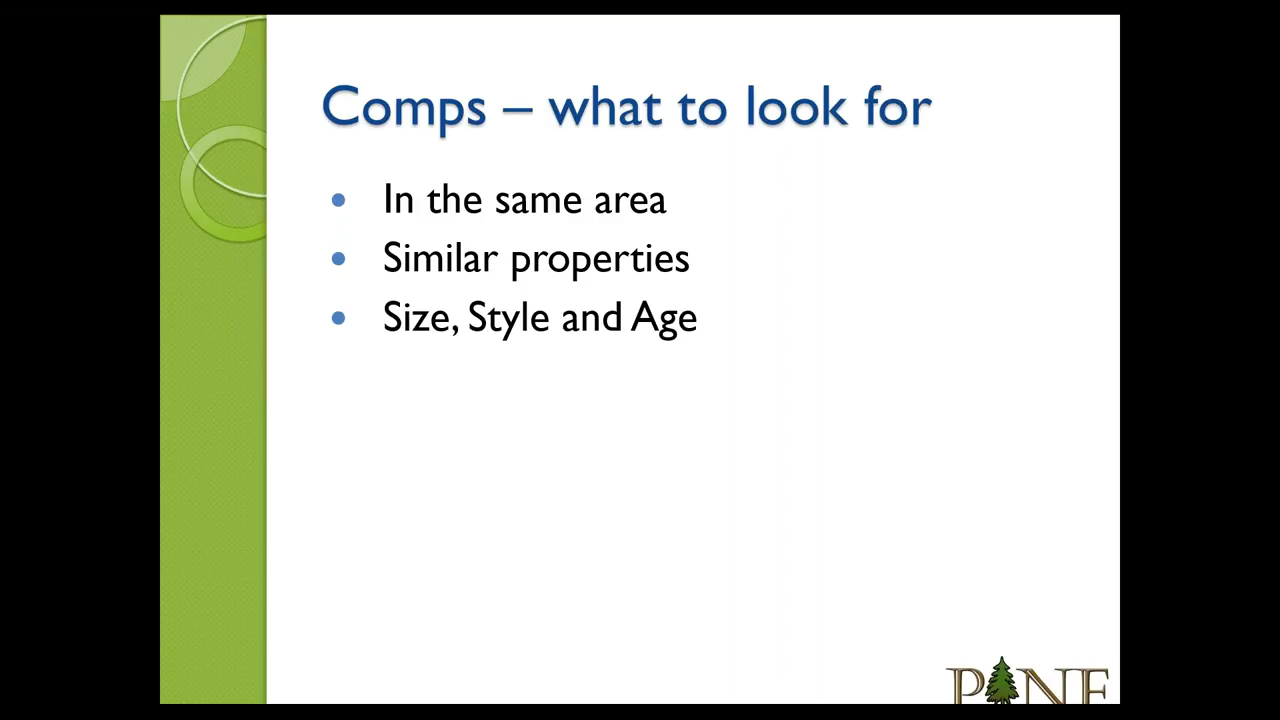 Comps – what to look for
In the same area
Similar properties
Size, Style and Age
PINE